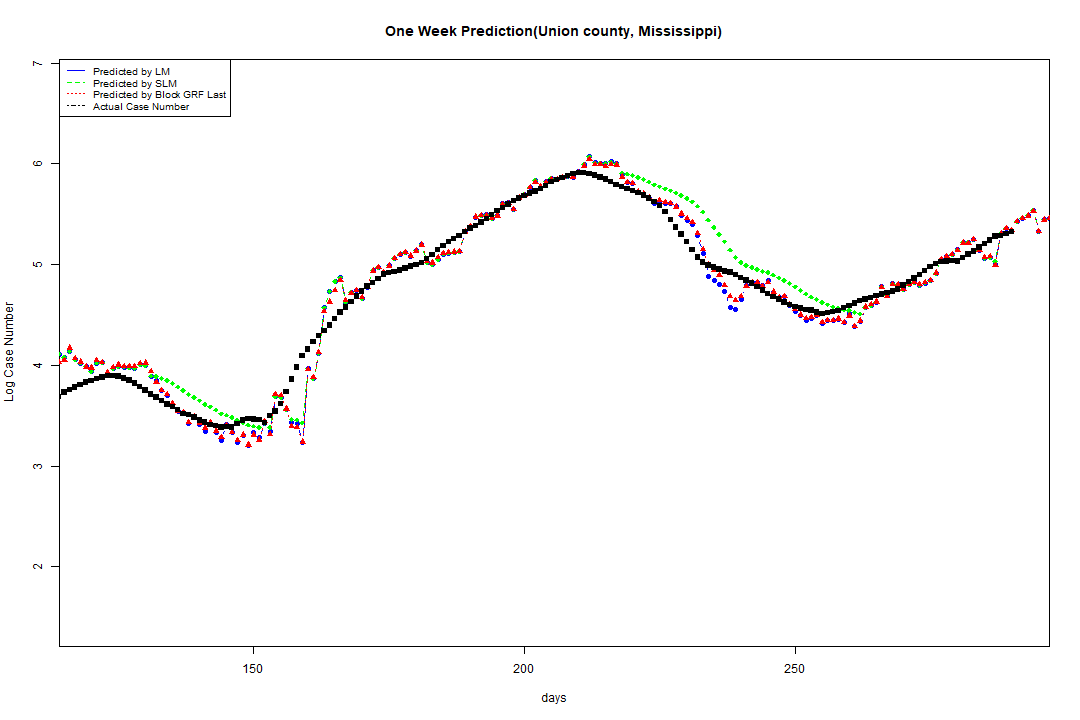 One Week Prediction(Union county, Mississippi)
Predicted by LM
Predicted by SLM
Predicted by Block GRF Last
Actual Case Number
7
6
5
4
3
2
Log Case Number
150
200
250
days